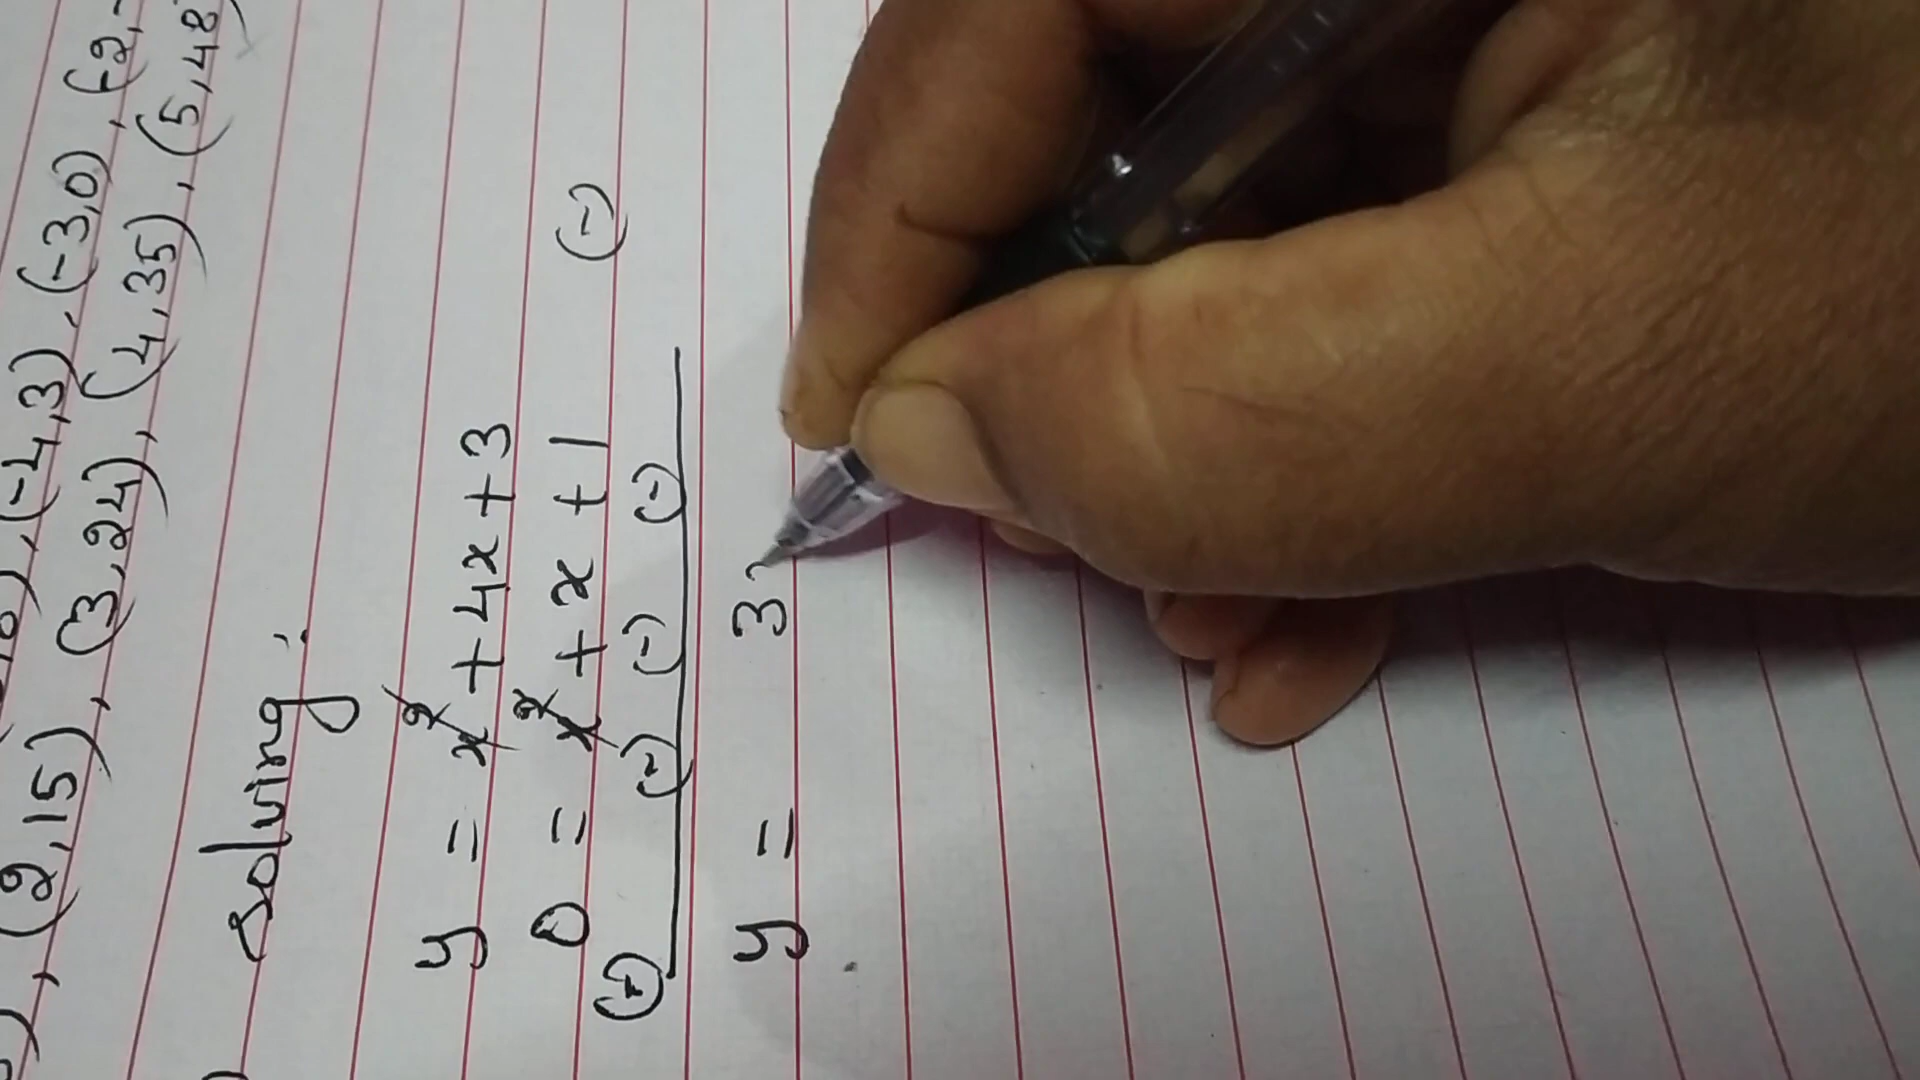 (-4,3), (-3,0), (-2,
(2,15), (3,24), (4,35), (5,48
solving :
y = x² + 4x + 3
0 = x² + x + 1 (-)
(-) (-) (-) (-)
y = 3